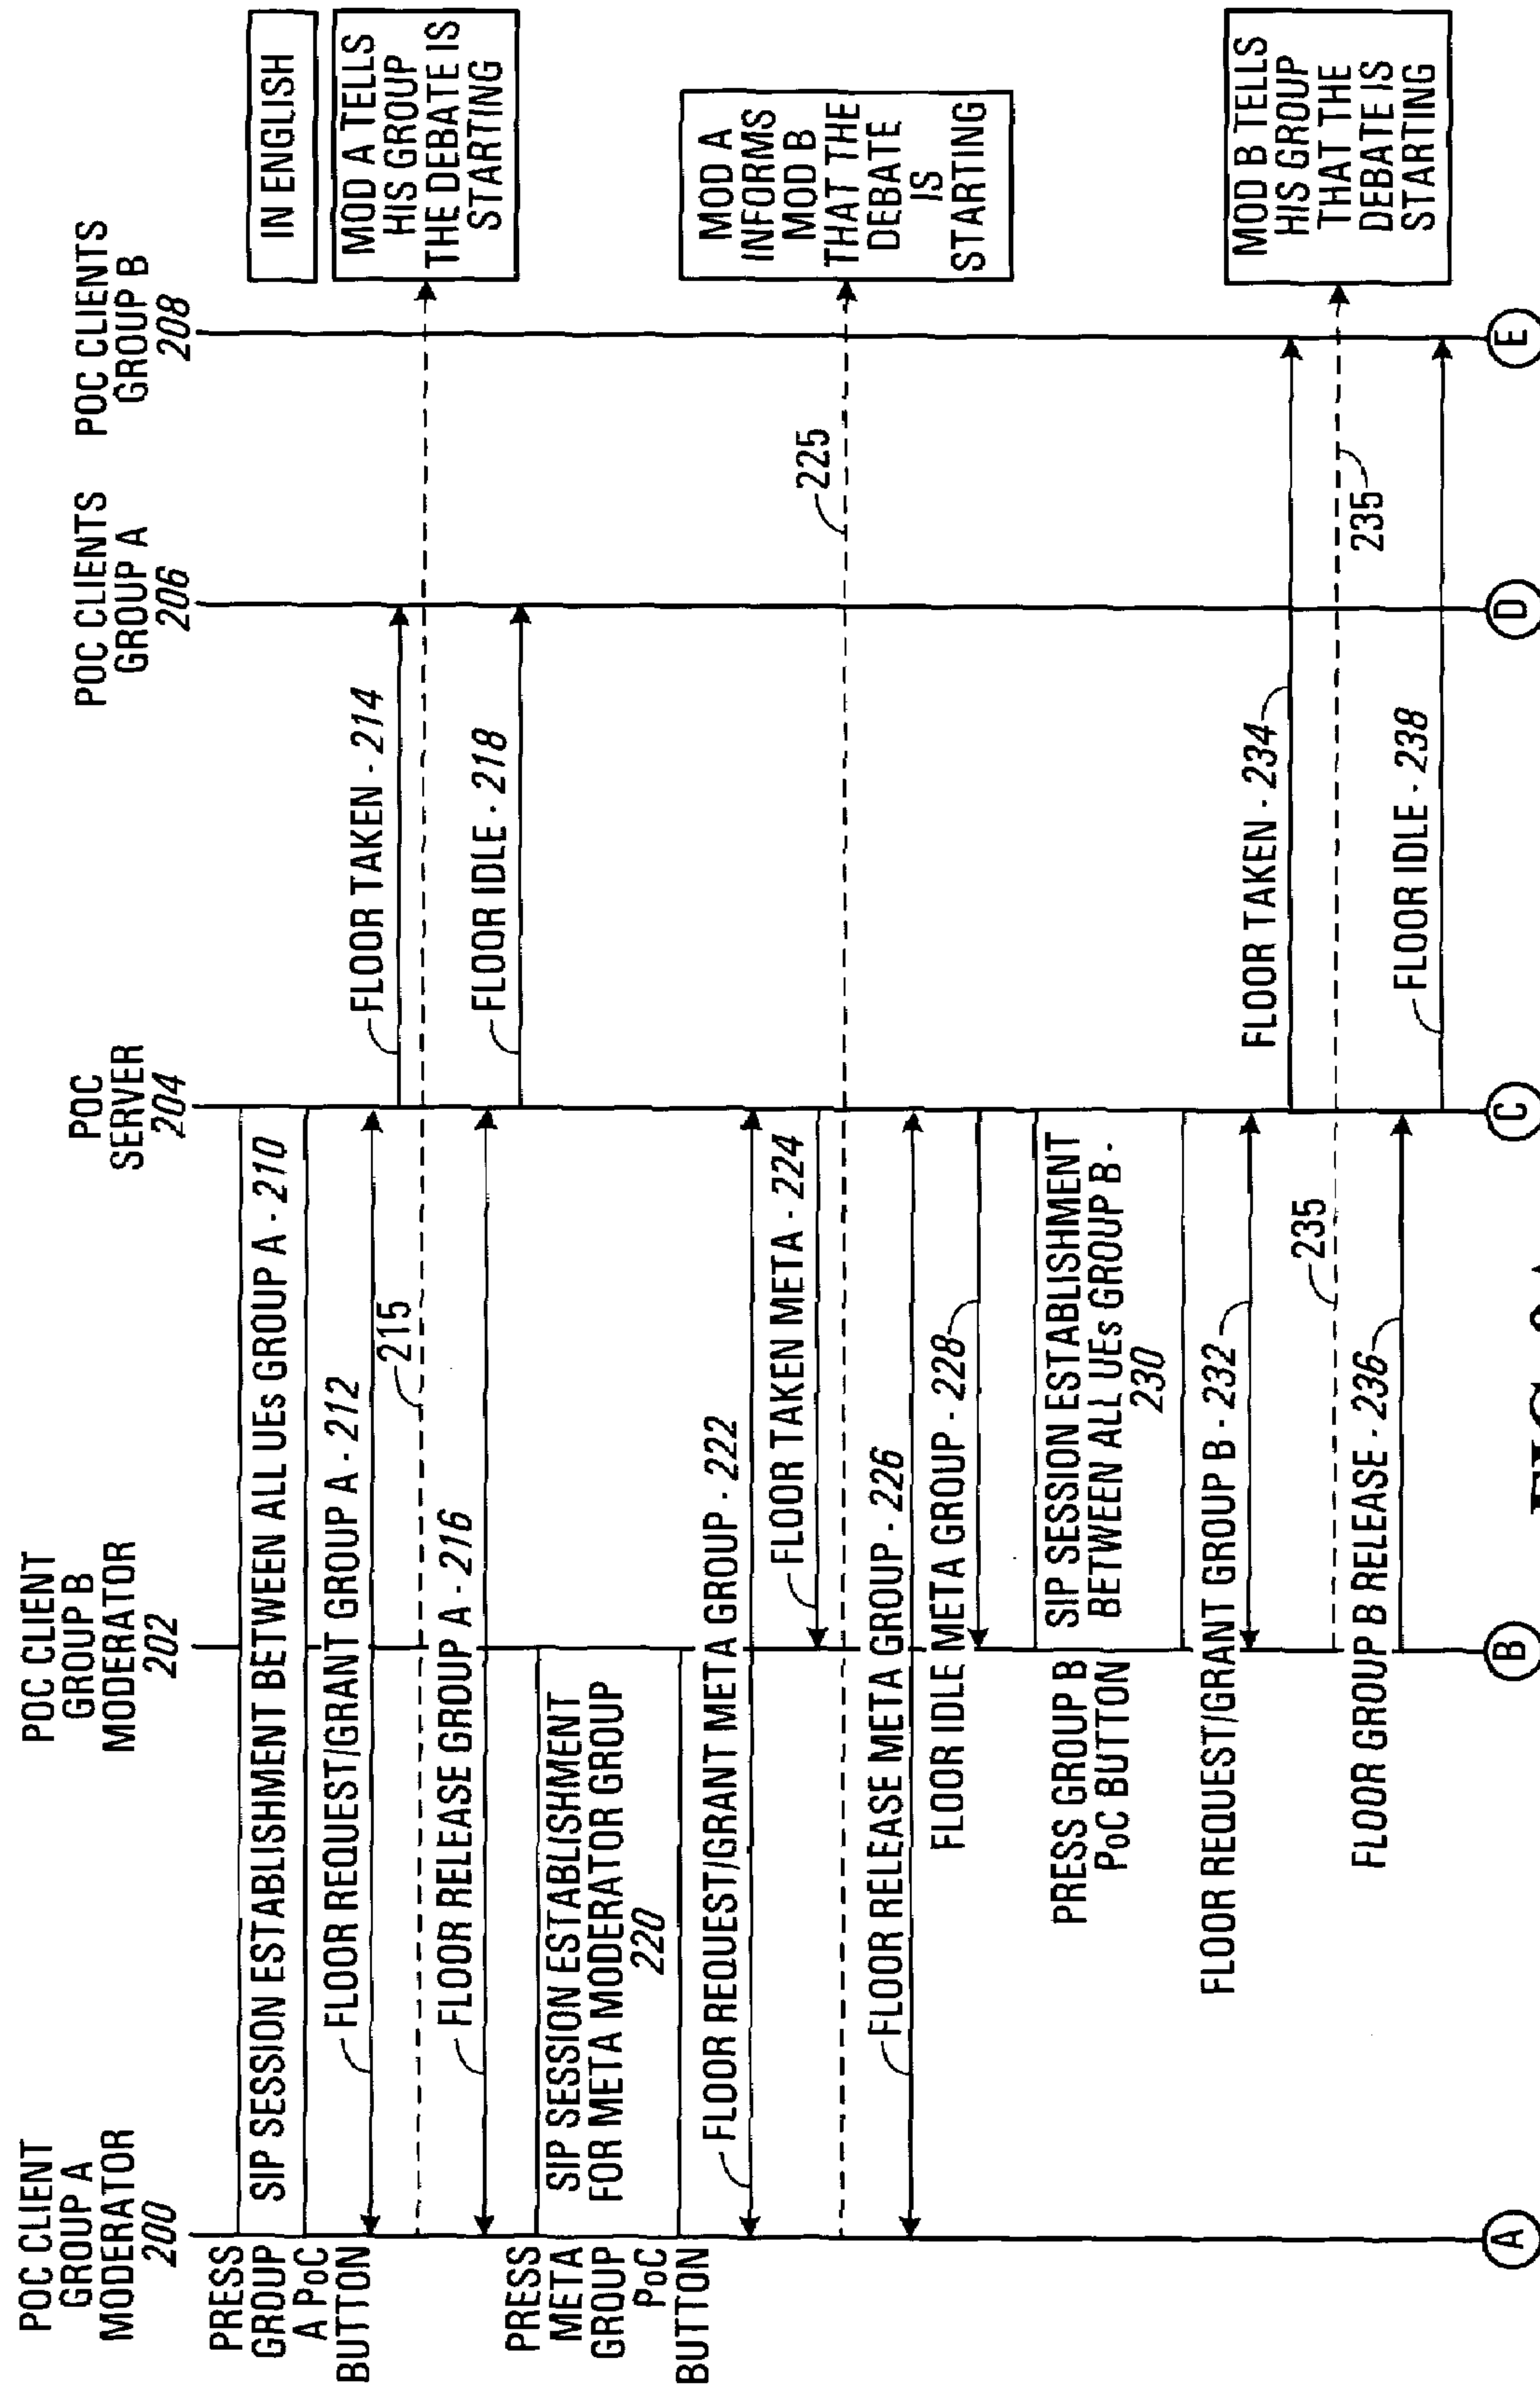 POC CLIENT
GROUP A
MODERATOR
200
POC CLIENT
GROUP B
MODERATOR
202
POC
SERVER
204
POC CLIENTS
GROUP A
206
POC CLIENTS
GROUP B
208
IN ENGLISH
PRESS
GROUP
A PoC
BUTTON
SIP SESSION ESTABLISHMENT BETWEEN ALL UEs GROUP A - 210
FLOOR REQUEST/GRANT GROUP A - 212
FLOOR TAKEN - 214
215
MOD A TELLS
HIS GROUP
THE DEBATE IS
STARTING
FLOOR RELEASE GROUP A - 216
FLOOR IDLE - 218
PRESS
META
GROUP
PoC
BUTTON
SIP SESSION ESTABLISHMENT
FOR META MODERATOR GROUP
220
FLOOR REQUEST/GRANT META GROUP - 222
FLOOR TAKEN META - 224
225
MOD A
INFORMS
MOD B
THAT THE
DEBATE
IS
STARTING
FLOOR RELEASE META GROUP - 226
FLOOR IDLE META GROUP - 228
PRESS GROUP B
PoC BUTTON
SIP SESSION ESTABLISHMENT
BETWEEN ALL UEs GROUP B -
230
FLOOR REQUEST/GRANT GROUP B - 232
FLOOR TAKEN - 234
235
235
MOD B TELLS
HIS GROUP
THAT THE
DEBATE IS
STARTING
FLOOR GROUP B RELEASE - 236
FLOOR IDLE - 238
A
B
C
D
E